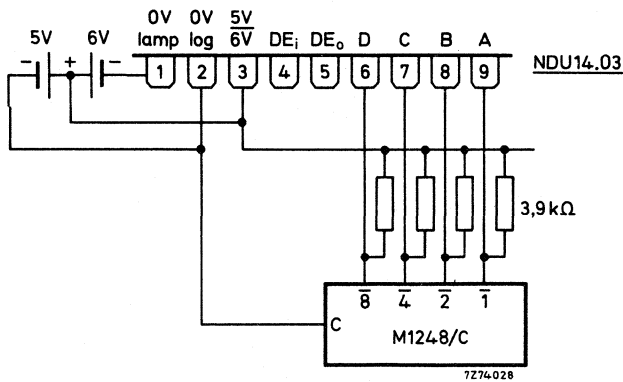 0V 0V 5V
5V 6V lamp log 6V DEi DEo D C B A
− + − 1 2 3 4 5 6 7 8 9 NDU14.03
3,9 kΩ
8̅ 4̅ 2̅ 1̅
C M1248/C
7Z74028